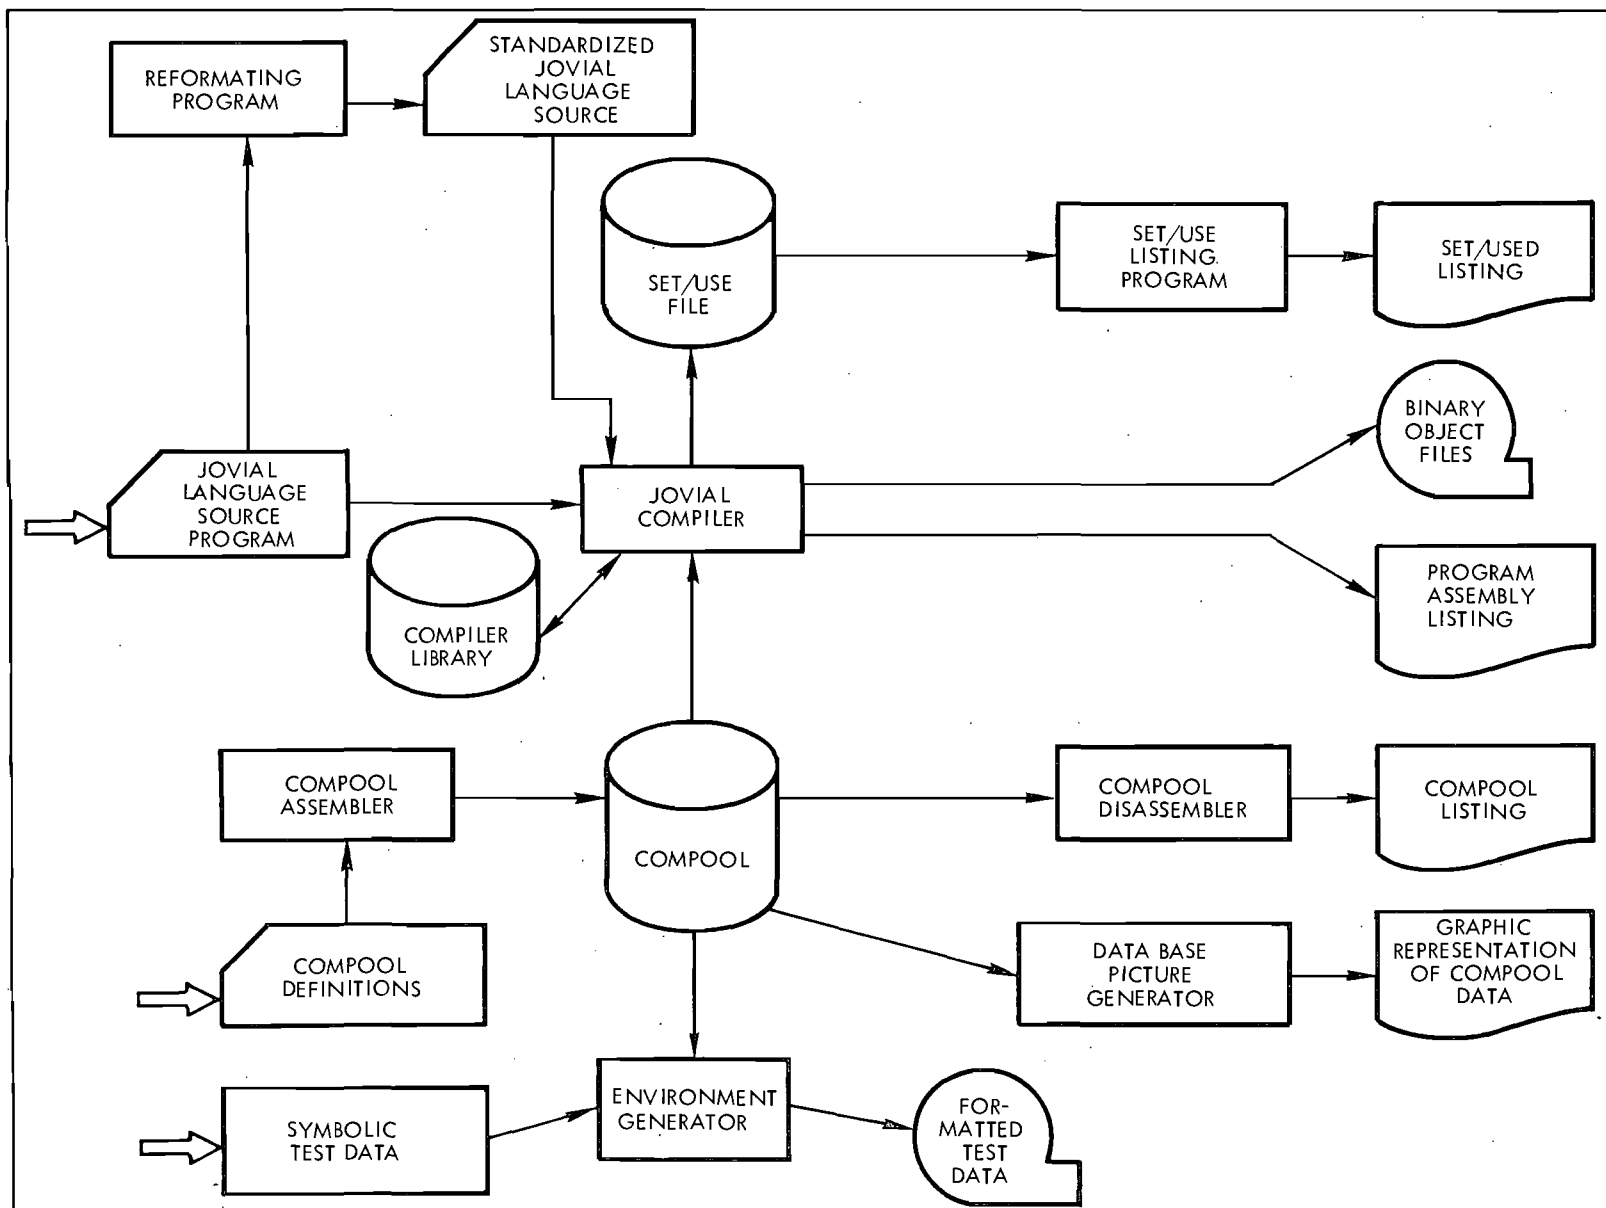 REFORMATING
PROGRAM
STANDARDIZED
JOVIAL
LANGUAGE
SOURCE
SET/USE
FILE
SET/USE
LISTING
PROGRAM
SET/USED
LISTING
JOVIAL
LANGUAGE
SOURCE
PROGRAM
JOVIAL
COMPILER
BINARY
OBJECT
FILES
COMPILER
LIBRARY
PROGRAM
ASSEMBLY
LISTING
COMPOOL
ASSEMBLER
COMPOOL
COMPOOL
DISASSEMBLER
COMPOOL
LISTING
COMPOOL
DEFINITIONS
DATA BASE
PICTURE
GENERATOR
GRAPHIC
REPRESENTATION
OF COMPOOL
DATA
SYMBOLIC
TEST DATA
ENVIRONMENT
GENERATOR
FOR-
MATTED
TEST
DATA